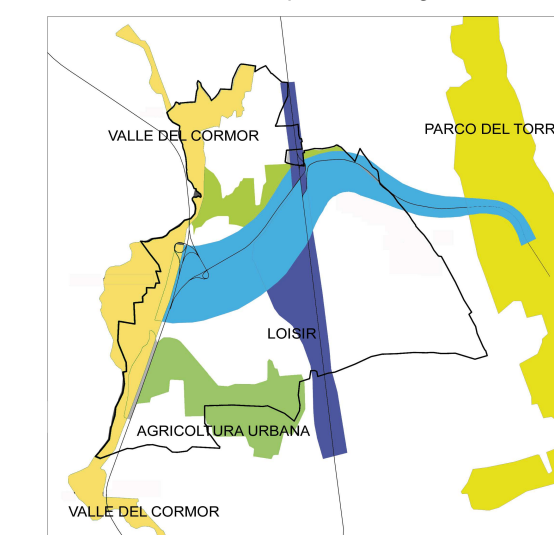 VALLE DEL CORMOR
PARCO DEL TORR
LOISIR
AGRICOLTURA URBANA
VALLE DEL CORMOR